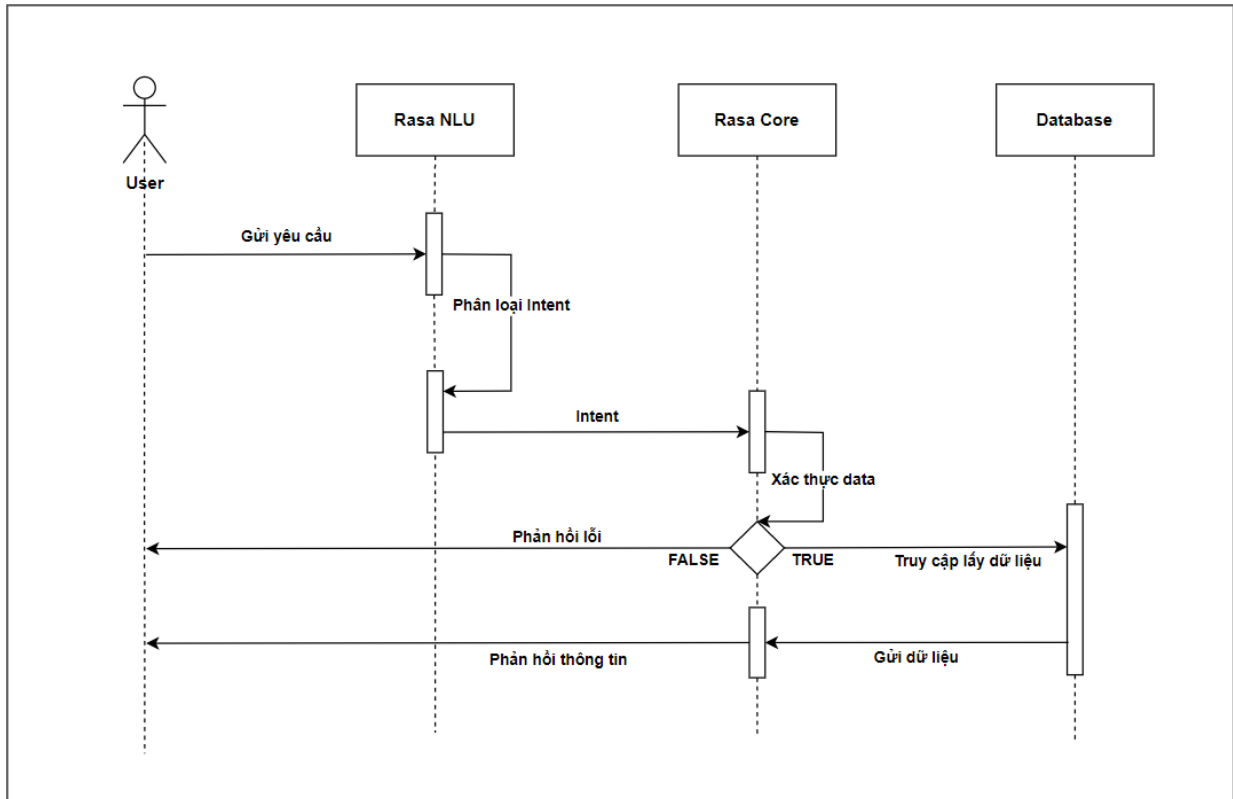 Rasa NLU
Rasa Core
Database
User
Gửi yêu cầu
Phân loại Intent
Intent
Xác thực data
Phản hồi lỗi
FALSE
TRUE
Truy cập lấy dữ liệu
Phản hồi thông tin
Gửi dữ liệu